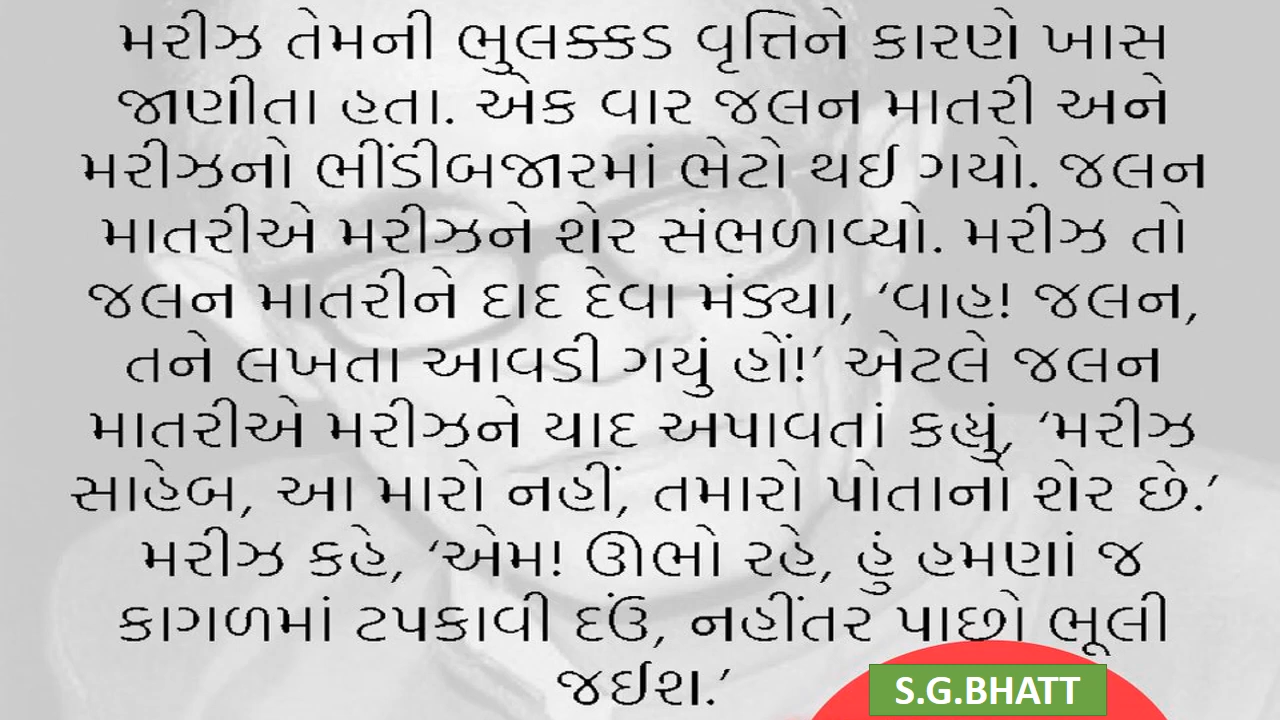 મરીઝ તેમની ભુલક્કડ વૃત્તિને કારણે ખાસ
જાણીતા હતા. એક વાર જલન માતરી અને
મરીઝનો ભીંડીબજારમાં ભેટો થઈ ગયો. જલન
માતરીએ મરીઝને શેર સંભળાવ્યો. મરીઝ તો
જલન માતરીને દાદ દેવા મંડ્યા, ‘વાહ! જલન,
તને લખતા આવડી ગયું હોં!’ એટલે જલન
માતરીએ મરીઝને યાદ અપાવતાં કહ્યું, ‘મરીઝ
સાહેબ, આ મારો નહીં, તમારો પોતાનો શેર છે.’
મરીઝ કહે, ‘એમ! ઊભો રહે, હું હમણાં જ
કાગળમાં ટપકાવી દઉં, નહીંતર પાછો ભૂલી
જઈશ.’
S.G.BHATT